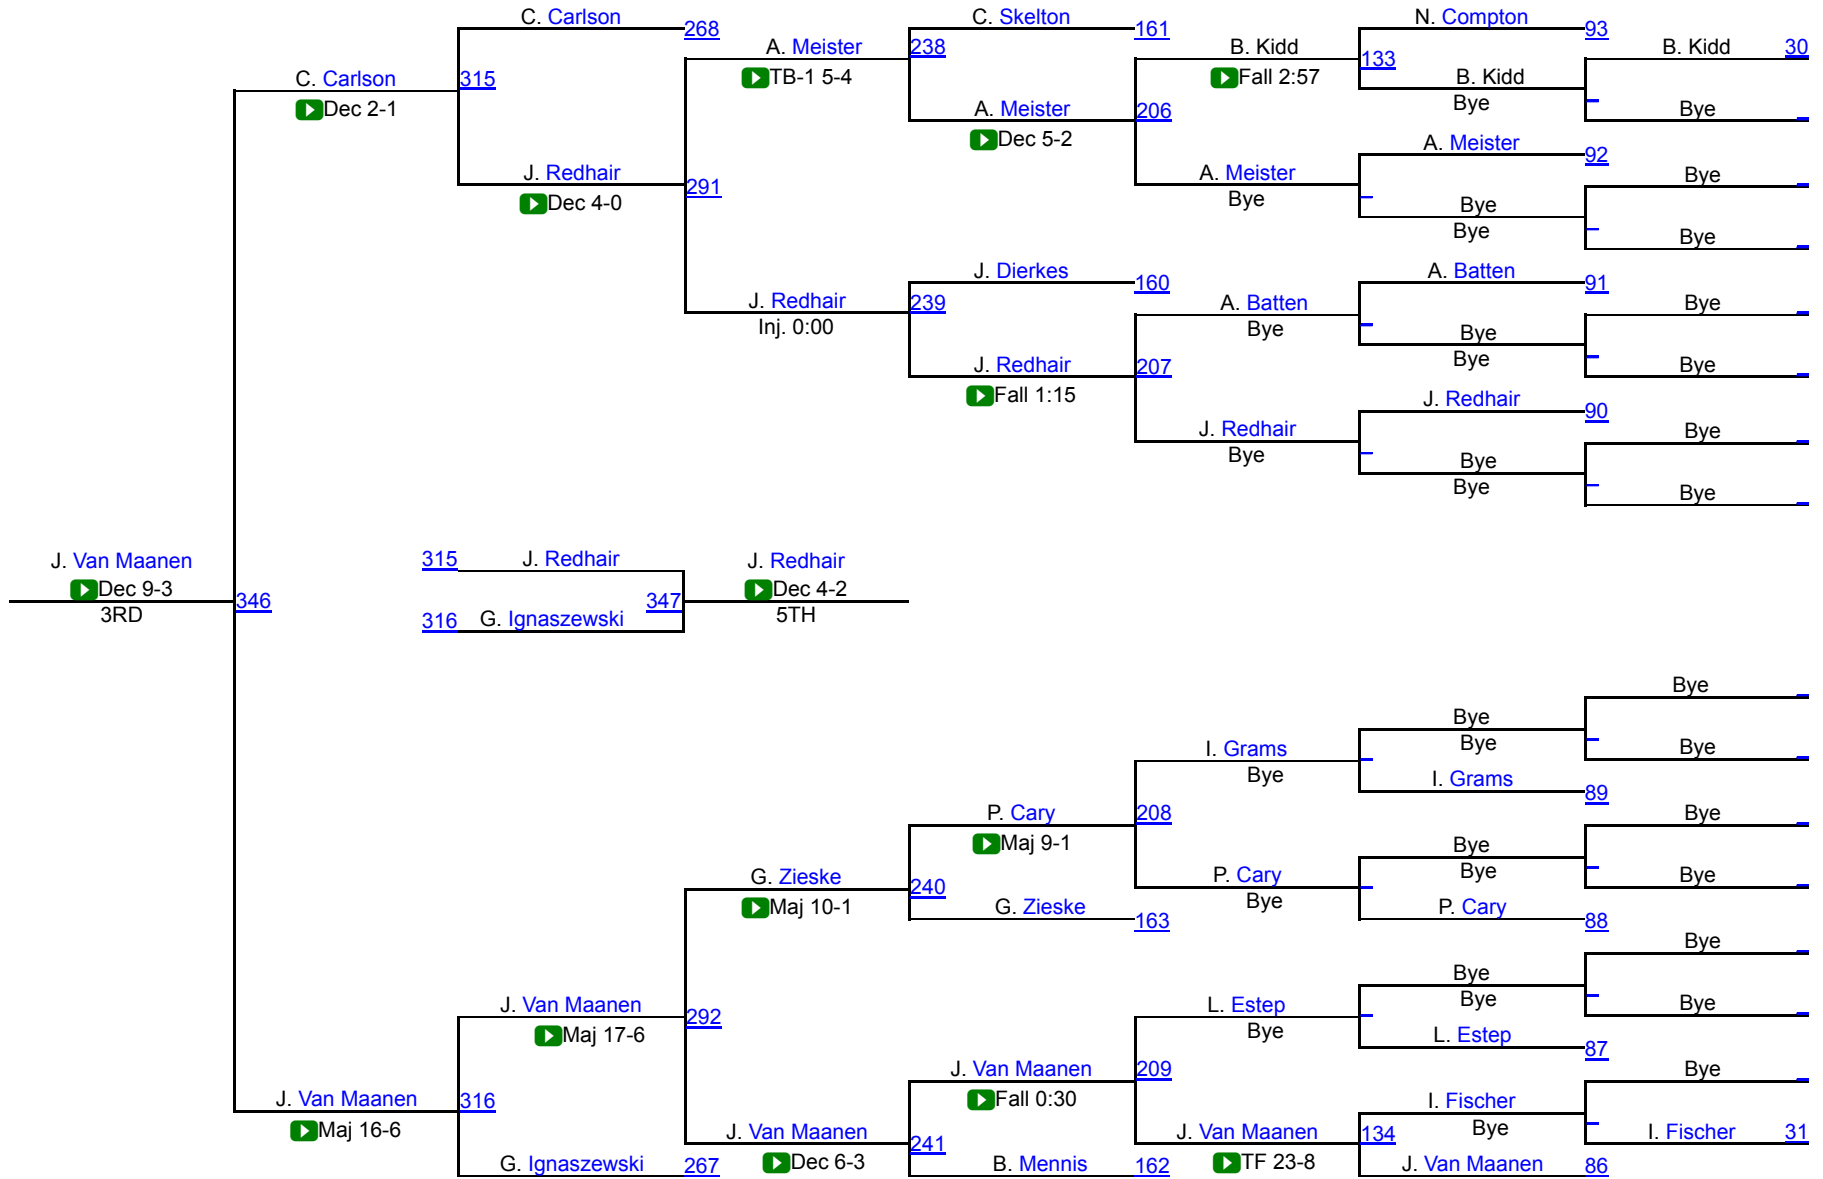 C. Carlson
268
C. Skelton
161
N. Compton
93
A. Meister
238
B. Kidd
133
B. Kidd
30
C. Carlson
315
TB-1 5-4
Fall 2:57
B. Kidd
Bye
Bye
Dec 2-1
A. Meister
206
Dec 5-2
A. Meister
92
J. Redhair
291
Dec 4-0
A. Meister
Bye
Bye
Bye
Bye
Bye
J. Dierkes
160
A. Batten
91
J. Redhair
239
Inj. 0:00
A. Batten
Bye
Bye
Bye
Bye
Bye
J. Redhair
207
Fall 1:15
J. Redhair
90
J. Redhair
Bye
Bye
Bye
Bye
Bye
J. Van Maanen
Dec 9-3
3RD
346
315
J. Redhair
316
G. Ignaszewski
347
J. Redhair
Dec 4-2
5TH
Bye
I. Grams
Bye
Bye
Bye
Bye
I. Grams
89
P. Cary
208
Maj 9-1
Bye
Bye
Bye
Bye
G. Zieske
240
Maj 10-1
P. Cary
Bye
P. Cary
88
G. Zieske
163
Bye
Bye
Bye
Bye
J. Van Maanen
292
Maj 17-6
L. Estep
Bye
L. Estep
87
J. Van Maanen
209
Fall 0:30
Bye
J. Van Maanen
316
Maj 16-6
I. Fischer
Bye
I. Fischer
31
J. Van Maanen
241
Dec 6-3
J. Van Maanen
134
TF 23-8
G. Ignaszewski
267
B. Mennis
162
J. Van Maanen
86